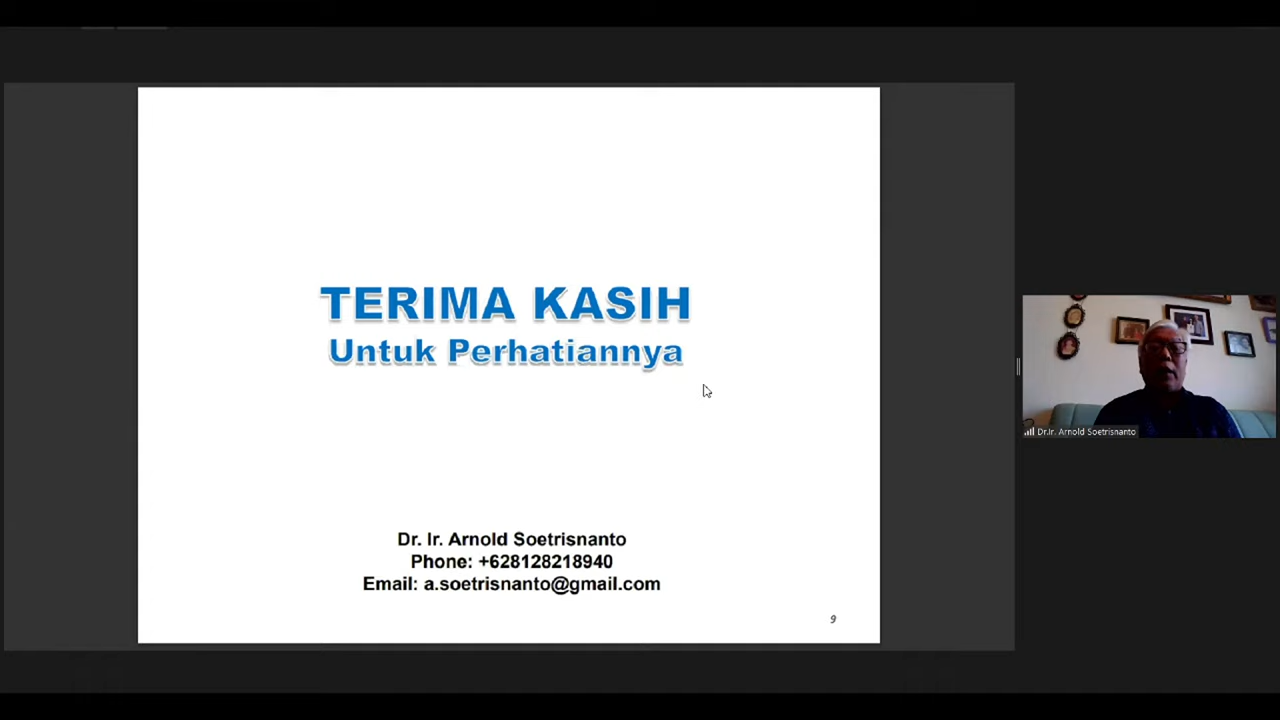 TERIMA KASIH
Untuk Perhatiannya
Dr. Ir. Arnold Soetrisnanto
Phone: +628128218940
Email: a.soetrisnanto@gmail.com
9
Dr.Ir. Arnold Soetrisnanto